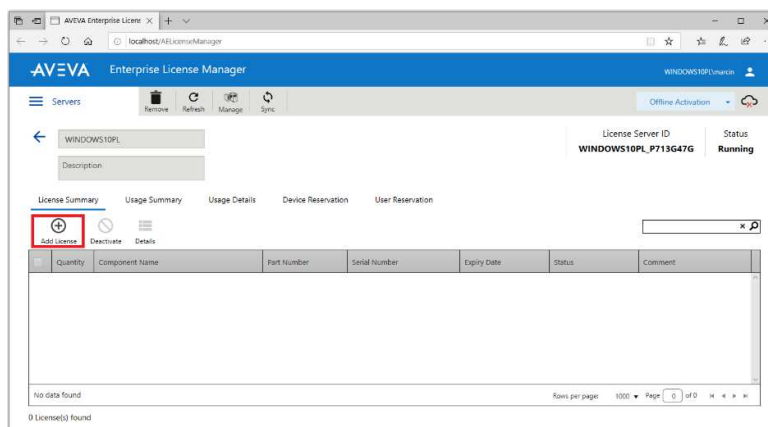 AVEVA Enterprise Licens
localhost/AELicenseManager
AVEVA Enterprise License Manager WINDOWS10PL\marcin
Servers Remove Refresh Manage Sync Offline Activation
WINDOWS10PL License Server ID Status
WINDOWS10PL_P713G47G Running
Description
License Summary Usage Summary Usage Details Device Reservation User Reservation
Add License Deactivate Details
Quantity Component Name Part Number Serial Number Expiry Date Status Comment
No data found Rows per page: 1000 Page 0 of 0
0 License(s) found